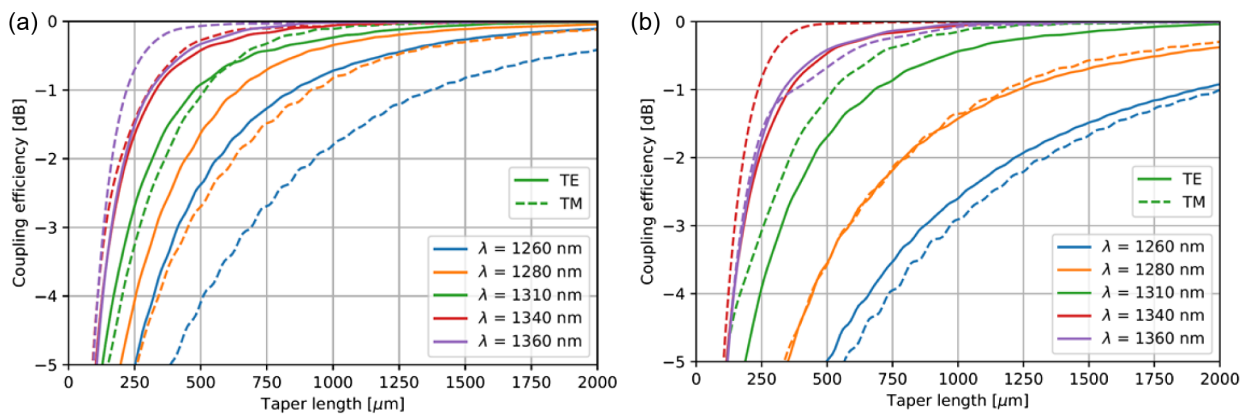 (a)
0
−1
−2
−3
−4
−5
Coupling efficiency [dB]
0 250 500 750 1000 1250 1500 1750 2000
Taper length [μm]
TE
TM
λ = 1260 nm
λ = 1280 nm
λ = 1310 nm
λ = 1340 nm
λ = 1360 nm
(b)
0
−1
−2
−3
−4
−5
Coupling efficiency [dB]
0 250 500 750 1000 1250 1500 1750 2000
Taper length [μm]
TE
TM
λ = 1260 nm
λ = 1280 nm
λ = 1310 nm
λ = 1340 nm
λ = 1360 nm